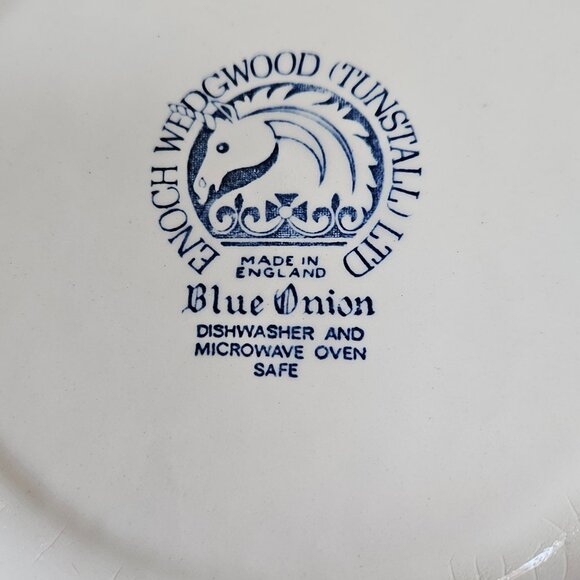 ENOCH WEDGWOOD (TUNSTALL) LTD
MADE IN
ENGLAND
Blue Onion
DISHWASHER AND
MICROWAVE OVEN
SAFE